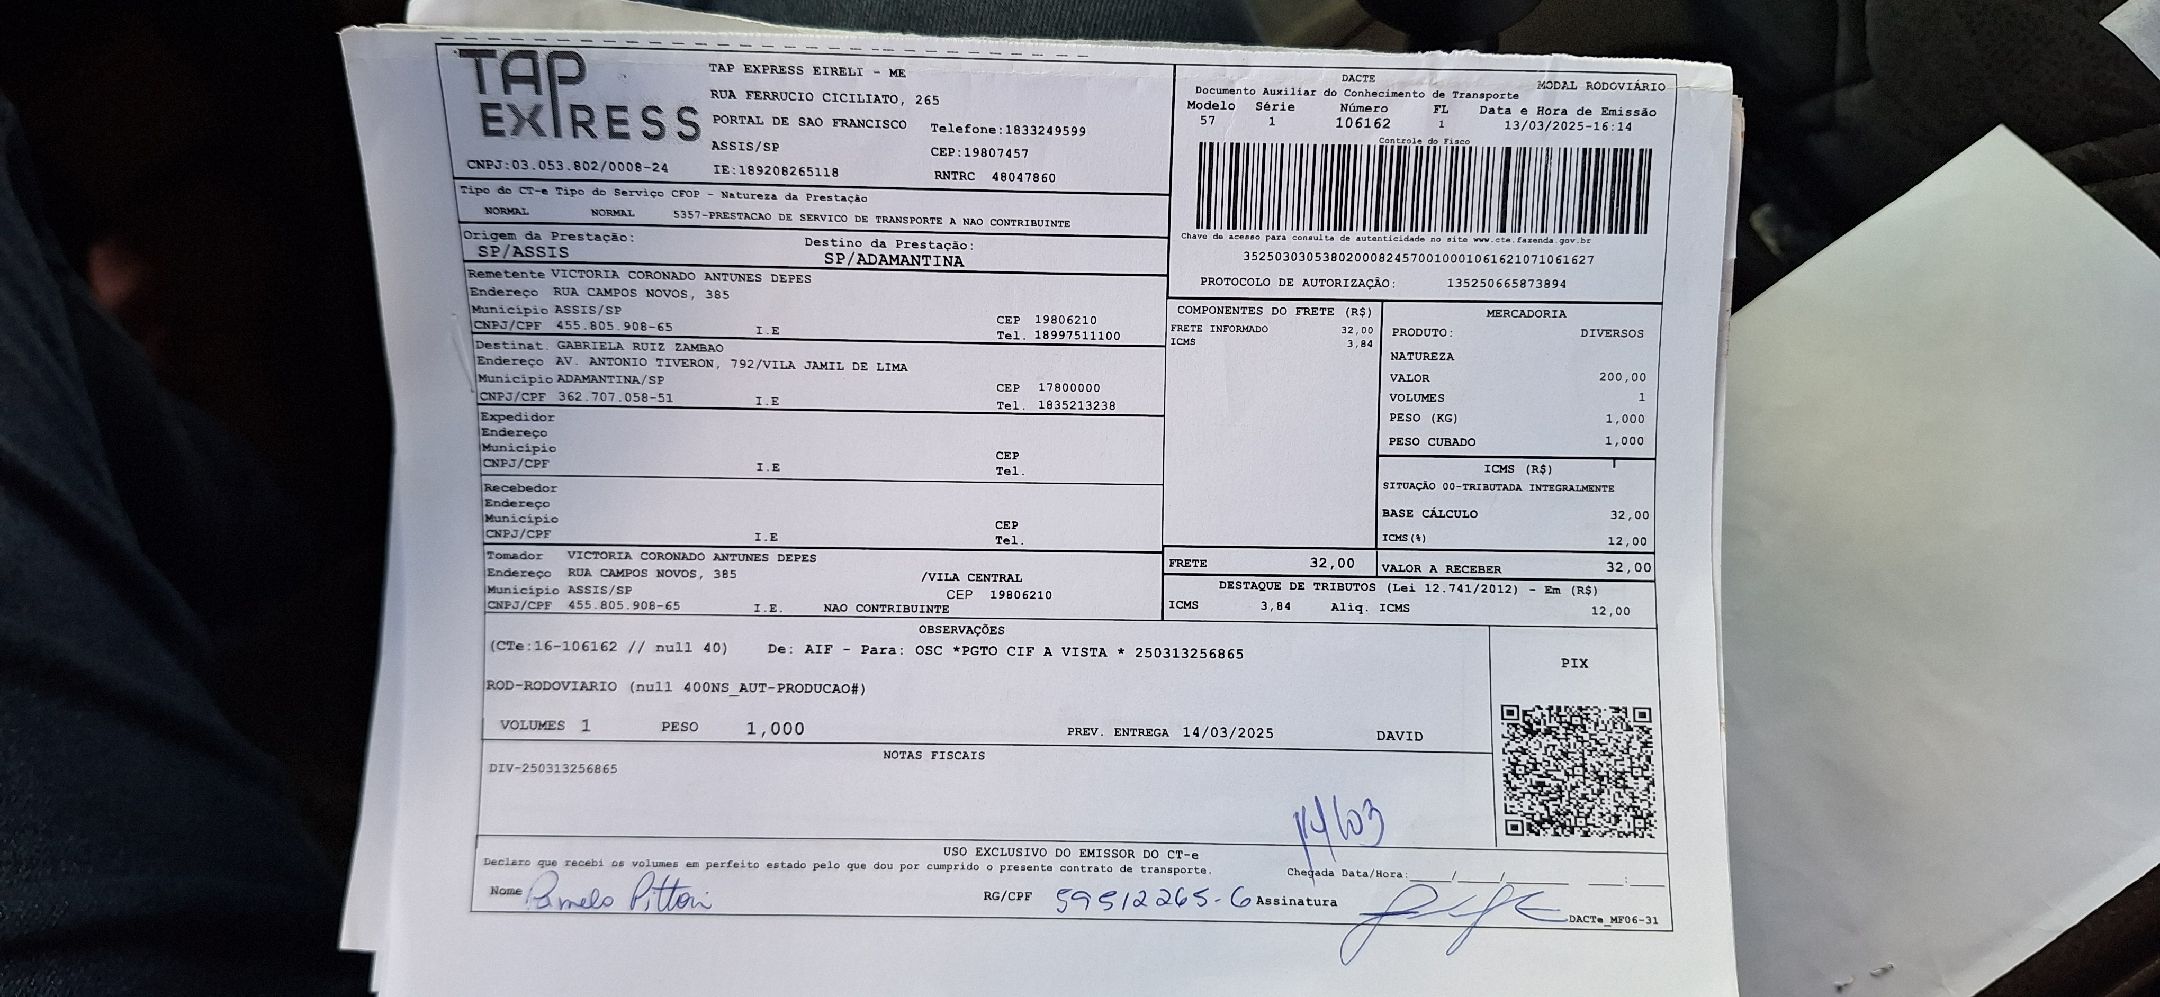 TAP
EXPRESS
CNPJ:03.053.802/0008-24
TAP EXPRESS EIRELI - ME
RUA FERRUCIO CICILIATO, 265
PORTAL DE SAO FRANCISCO
Telefone:1833249599
ASSIS/SP
CEP:19807457
IE:189208265118
RNTRC 48047860
DACTE
MODAL RODOVIÁRIO
Documento Auxiliar do Conhecimento de Transporte
Modelo Série Número FL Data e Hora de Emissão
57 1 106162 1 13/03/2025-16:14
Controle do Fisco
Chave de acesso para consulta de autenticidade no site www.cte.fazenda.gov.br
35250303053802000824570010001061621071061627
PROTOCOLO DE AUTORIZAÇÃO: 135250665873894
Tipo do CT-e Tipo do Serviço CFOP - Natureza da Prestação
NORMAL NORMAL 5357-PRESTACAO DE SERVICO DE TRANSPORTE A NAO CONTRIBUINTE
Origem da Prestação:
SP/ASSIS
Destino da Prestação:
SP/ADAMANTINA
Remetente VICTORIA CORONADO ANTUNES DEPES
Endereço RUA CAMPOS NOVOS, 385
Município ASSIS/SP CEP 19806210
CNPJ/CPF 455.805.908-65 I.E Tel. 18997511100
Destinat. GABRIELA RUIZ ZAMBAO
Endereço AV. ANTONIO TIVERON, 792/VILA JAMIL DE LIMA
Município ADAMANTINA/SP CEP 17800000
CNPJ/CPF 362.707.058-51 I.E Tel. 1835213238
Expedidor
Endereço
Município CEP
CNPJ/CPF I.E Tel.
Recebedor
Endereço
Município CEP
CNPJ/CPF I.E Tel.
Tomador VICTORIA CORONADO ANTUNES DEPES
Endereço RUA CAMPOS NOVOS, 385 /VILA CENTRAL
Município ASSIS/SP CEP 19806210
CNPJ/CPF 455.805.908-65 I.E. NAO CONTRIBUINTE
COMPONENTES DO FRETE (R$)
FRETE INFORMADO 32,00
ICMS 3,84
MERCADORIA
PRODUTO: DIVERSOS
NATUREZA
VALOR 200,00
VOLUMES 1
PESO (KG) 1,000
PESO CUBADO 1,000
ICMS (R$)
SITUAÇÃO 00-TRIBUTADA INTEGRALMENTE
BASE CÁLCULO 32,00
ICMS(%) 12,00
FRETE 32,00
VALOR A RECEBER 32,00
DESTAQUE DE TRIBUTOS (Lei 12.741/2012) - Em (R$)
ICMS 3,84 Aliq. ICMS 12,00
OBSERVAÇÕES
(CTe:16-106162 // null 40) De: AIF - Para: OSC *PGTO CIF A VISTA * 250313256865
ROD-RODOVIARIO (null 400NS_AUT-PRODUCAO#)
VOLUMES 1 PESO 1,000 PREV. ENTREGA 14/03/2025 DAVID
PIX
NOTAS FISCAIS
DIV-250313256865
14/03
USO EXCLUSIVO DO EMISSOR DO CT-e
Declaro que recebi os volumes em perfeito estado pelo que dou por cumprido o presente contrato de transporte.
Chegada Data/Hora:____/____/______ ____:____
Nome Pamela Pittori RG/CPF 59512265-6 Assinatura
DACTe_MF06-31